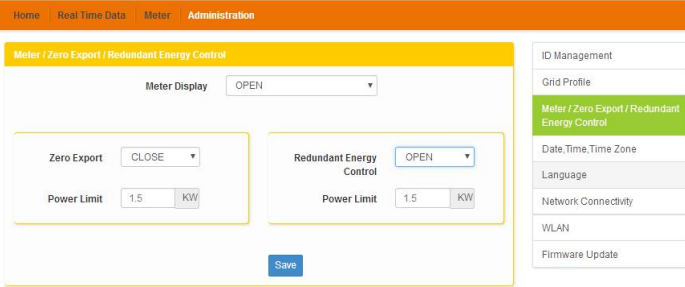 Home Real Time Data Meter Administration
Meter / Zero Export / Redundant Energy Control
Meter Display OPEN
Zero Export CLOSE
Power Limit 1.5 KW
Redundant Energy
Control
OPEN
Power Limit 1.5 KW
Save
ID Management
Grid Profile
Meter / Zero Export / Redundant
Energy Control
Date,Time,Time Zone
Language
Network Connectivity
WLAN
Firmware Update